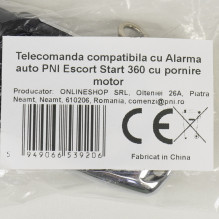 Telecomanda compatibila cu Alarma
auto PNI Escort Start 360 cu pornire
motor
Producator: ONLINESHOP SRL, Olteniei 26A, Piatra
Neamt, Neamt, 610206, Romania, comenzi@pni.ro
5 949066 539206
CE
Fabricat in China